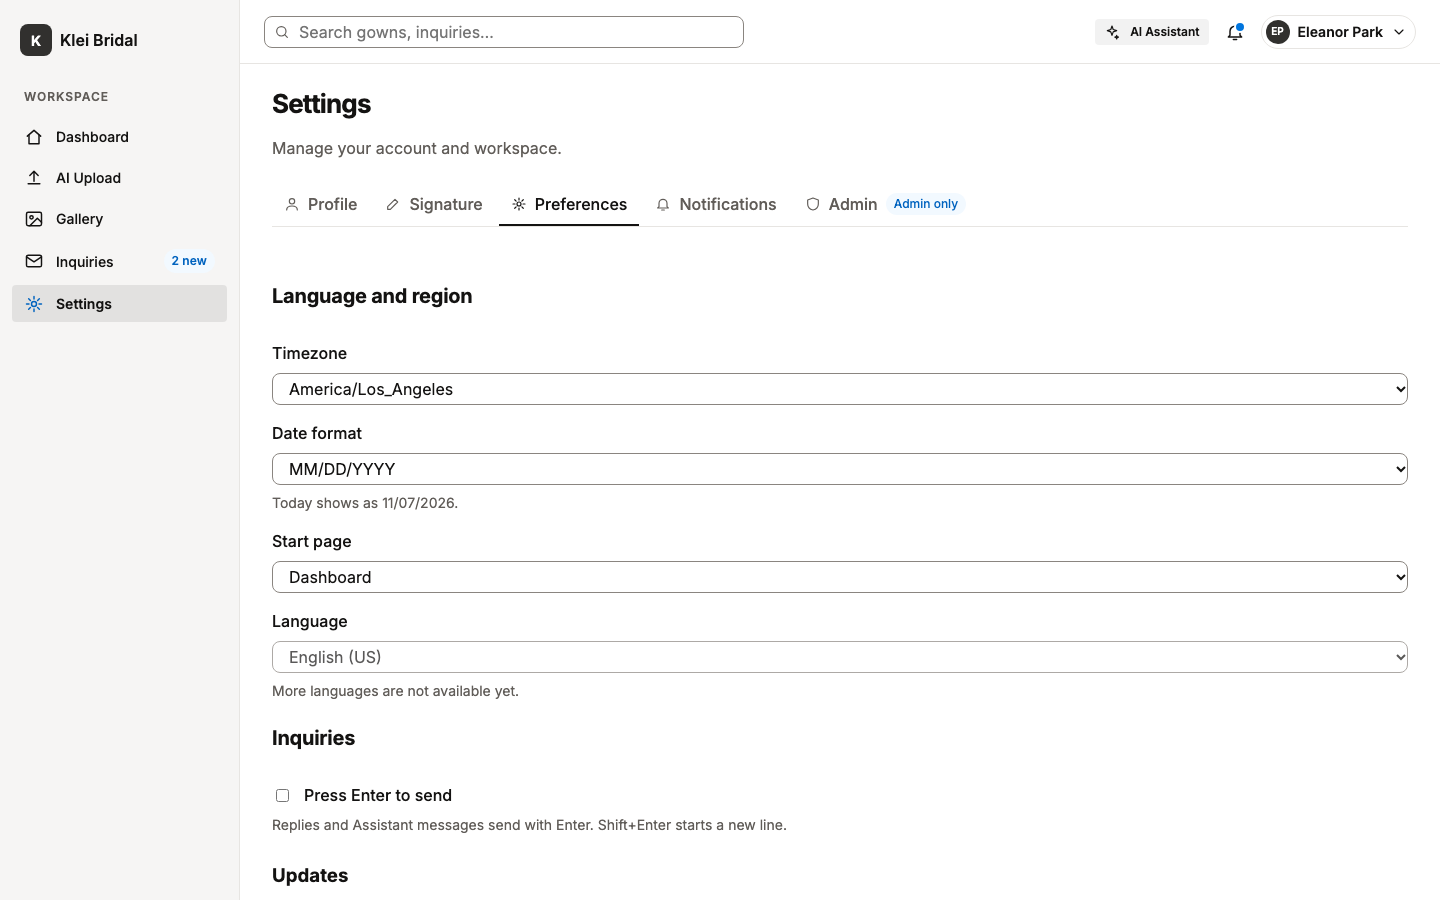 K Klei Bridal
WORKSPACE
Dashboard
AI Upload
Gallery
Inquiries 2 new
Settings
Search gowns, inquiries...
AI Assistant
EP Eleanor Park
Settings
Manage your account and workspace.
Profile Signature Preferences Notifications Admin Admin only
Language and region
Timezone
America/Los_Angeles
Date format
MM/DD/YYYY
Today shows as 11/07/2026.
Start page
Dashboard
Language
English (US)
More languages are not available yet.
Inquiries
Press Enter to send
Replies and Assistant messages send with Enter. Shift+Enter starts a new line.
Updates